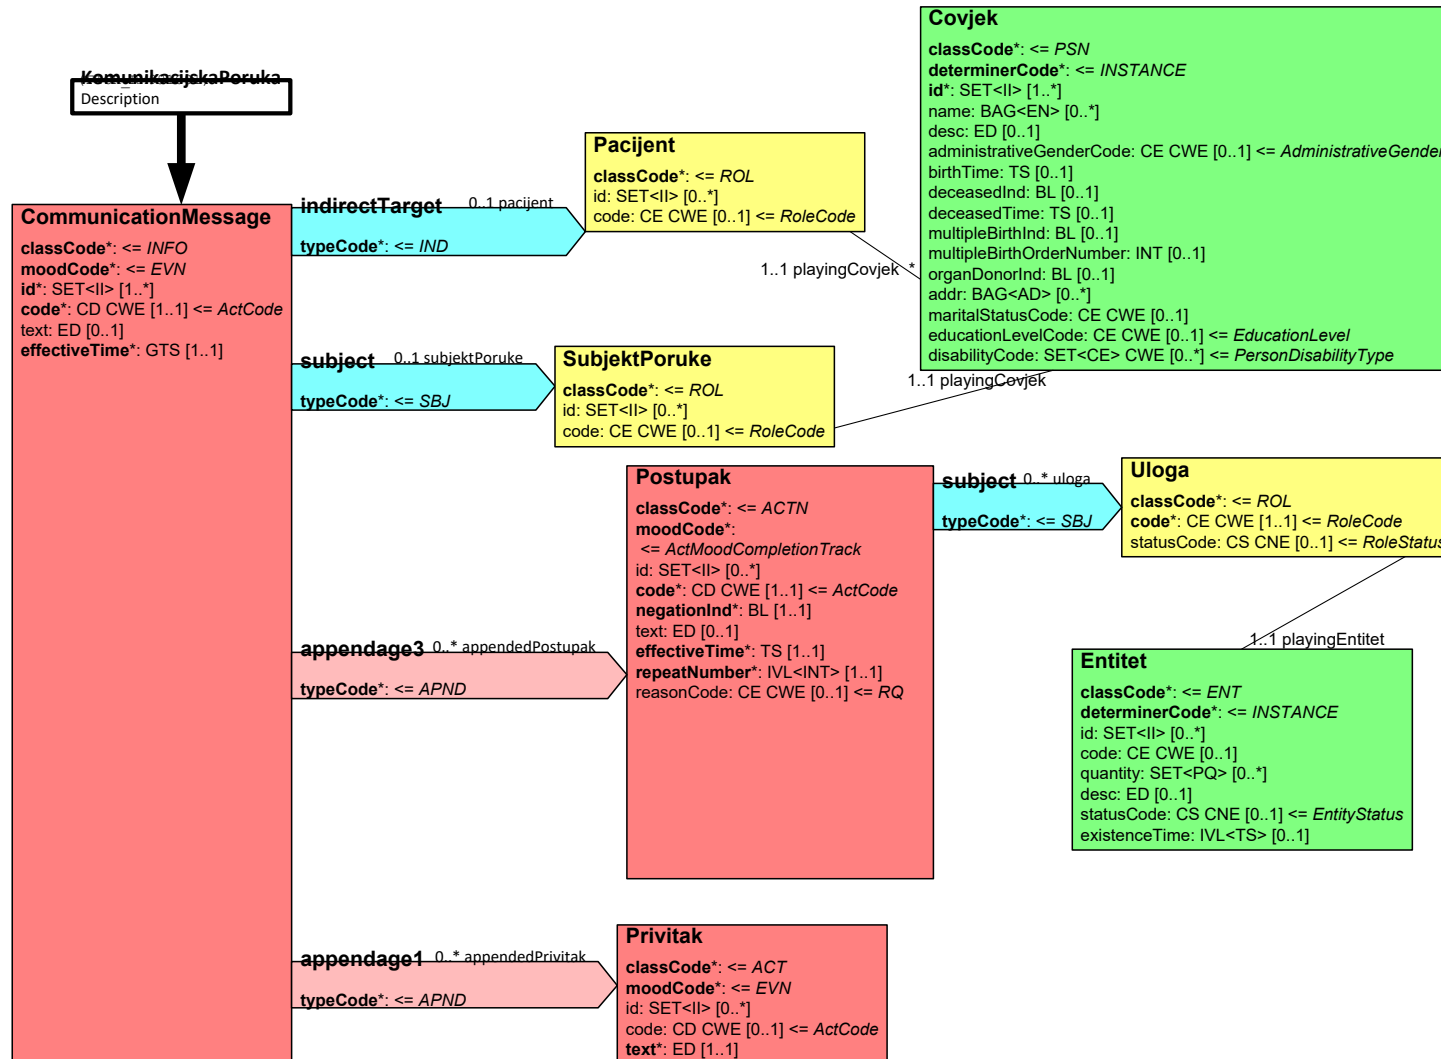 KomunikacijskaPoruka
Description
CommunicationMessage
classCode*: <= INFO
moodCode*: <= EVN
id*: SET<II> [1..*]
code*: CD CWE [1..1] <= ActCode
text: ED [0..1]
effectiveTime*: GTS [1..1]
indirectTarget 0..1 pacijent
typeCode*: <= IND
Pacijent
classCode*: <= ROL
id: SET<II> [0..*]
code: CE CWE [0..1] <= RoleCode
1..1 playingCovjek *
Covjek
classCode*: <= PSN
determinerCode*: <= INSTANCE
id*: SET<II> [1..*]
name: BAG<EN> [0..*]
desc: ED [0..1]
administrativeGenderCode: CE CWE [0..1] <= AdministrativeGender
birthTime: TS [0..1]
deceasedInd: BL [0..1]
deceasedTime: TS [0..1]
multipleBirthInd: BL [0..1]
multipleBirthOrderNumber: INT [0..1]
organDonorInd: BL [0..1]
addr: BAG<AD> [0..*]
maritalStatusCode: CE CWE [0..1]
educationLevelCode: CE CWE [0..1] <= EducationLevel
disabilityCode: SET<CE> CWE [0..*] <= PersonDisabilityType
subject 0..1 subjektPoruke
typeCode*: <= SBJ
SubjektPoruke
classCode*: <= ROL
id: SET<II> [0..*]
code: CE CWE [0..1] <= RoleCode
1..1 playingCovjek
appendage3 0..* appendedPostupak
typeCode*: <= APND
Postupak
classCode*: <= ACTN
moodCode*:
<= ActMoodCompletionTrack
id: SET<II> [0..*]
code*: CD CWE [1..1] <= ActCode
negationInd*: BL [1..1]
text: ED [0..1]
effectiveTime*: TS [1..1]
repeatNumber*: IVL<INT> [1..1]
reasonCode: CE CWE [0..1] <= RQ
subject 0..* uloga
typeCode*: <= SBJ
Uloga
classCode*: <= ROL
code*: CE CWE [1..1] <= RoleCode
statusCode: CS CNE [0..1] <= RoleStatus
1..1 playingEntitet
Entitet
classCode*: <= ENT
determinerCode*: <= INSTANCE
id: SET<II> [0..*]
code: CE CWE [0..1]
quantity: SET<PQ> [0..*]
desc: ED [0..1]
statusCode: CS CNE [0..1] <= EntityStatus
existenceTime: IVL<TS> [0..1]
appendage1 0..* appendedPrivitak
typeCode*: <= APND
Privitak
classCode*: <= ACT
moodCode*: <= EVN
id: SET<II> [0..*]
code: CD CWE [0..1] <= ActCode
text*: ED [1..1]